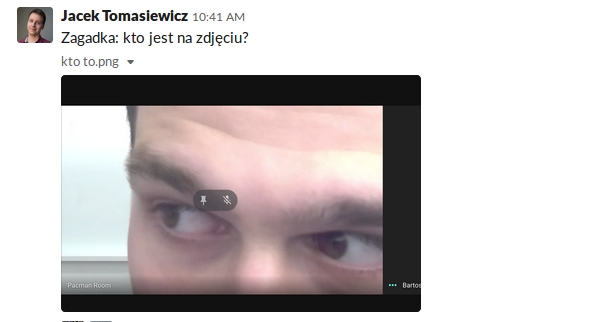 Jacek Tomasiewicz 10:41 AM
Zagadka: kto jest na zdjęciu?
kto to.png
Pacman Room
Bartos